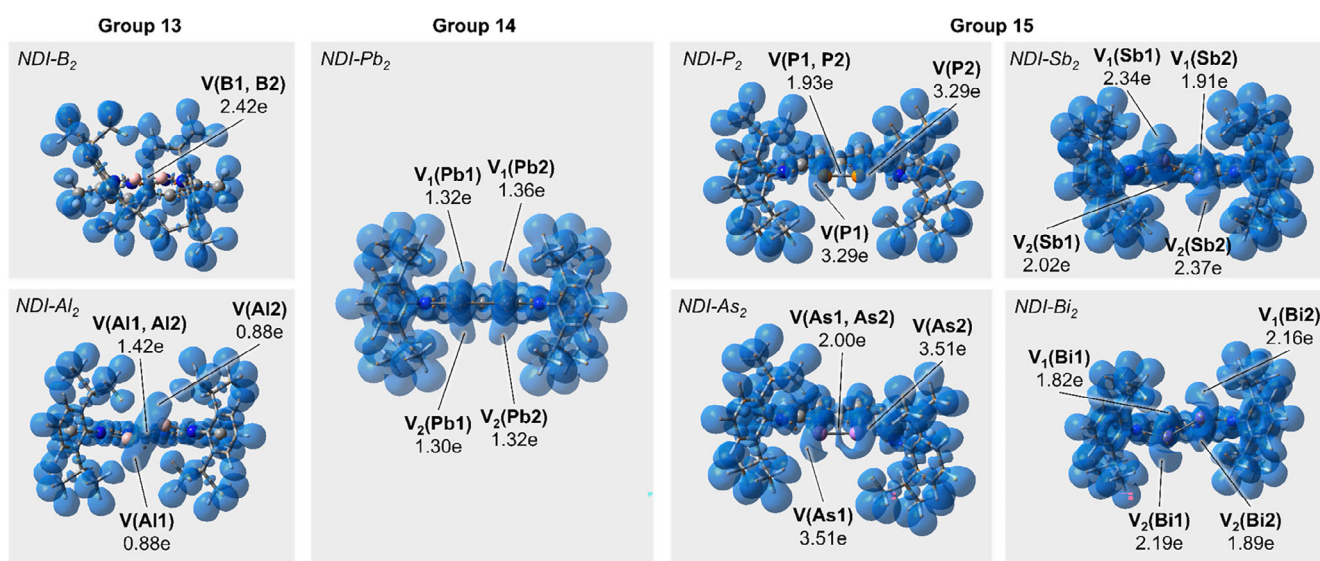 Group 13
Group 14
Group 15
NDI-B2
V(B1, B2)
2.42e
NDI-Al2
V(Al1, Al2)
1.42e
V(Al2)
0.88e
V(Al1)
0.88e
NDI-Pb2
V1(Pb1)
1.32e
V1(Pb2)
1.36e
V2(Pb1)
1.30e
V2(Pb2)
1.32e
NDI-P2
V(P1, P2)
1.93e
V(P2)
3.29e
V(P1)
3.29e
NDI-Sb2
V1(Sb1)
2.34e
V1(Sb2)
1.91e
V2(Sb1)
2.02e
V2(Sb2)
2.37e
NDI-As2
V(As1, As2)
2.00e
V(As2)
3.51e
V(As1)
3.51e
NDI-Bi2
V1(Bi2)
2.16e
V1(Bi1)
1.82e
V2(Bi1)
2.19e
V2(Bi2)
1.89e